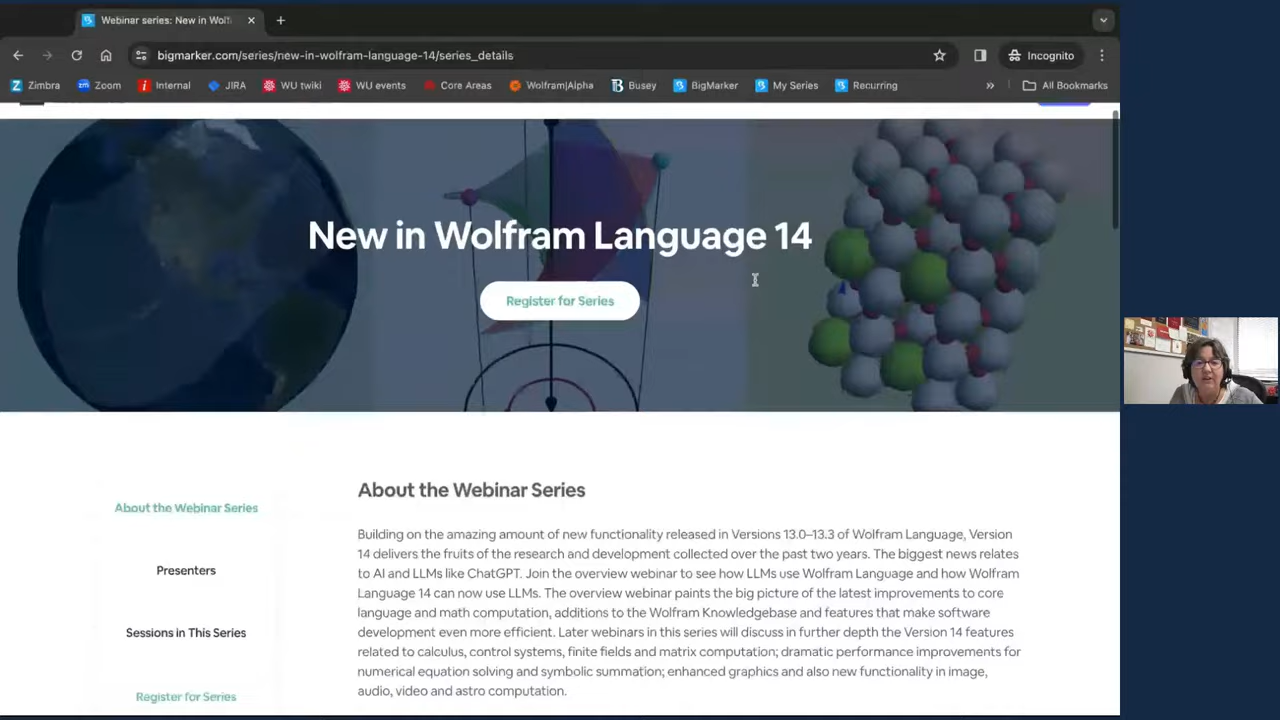 Webinar series: New in Wolf
bigmarker.com/series/new-in-wolfram-language-14/series_details
Incognito
Zimbra
Zoom
Internal
JIRA
WU twiki
WU events
Core Areas
Wolfram|Alpha
Busey
BigMarker
My Series
Recurring
All Bookmarks
New in Wolfram Language 14
Register for Series
About the Webinar Series
About the Webinar Series
Presenters
Sessions in This Series
Register for Series
Building on the amazing amount of new functionality released in Versions 13.0–13.3 of Wolfram Language, Version
14 delivers the fruits of the research and development collected over the past two years. The biggest news relates
to AI and LLMs like ChatGPT. Join the overview webinar to see how LLMs use Wolfram Language and how Wolfram
Language 14 can now use LLMs. The overview webinar paints the big picture of the latest improvements to core
language and math computation, additions to the Wolfram Knowledgebase and features that make software
development even more efficient. Later webinars in this series will discuss in further depth the Version 14 features
related to calculus, control systems, finite fields and matrix computation; dramatic performance improvements for
numerical equation solving and symbolic summation; enhanced graphics and also new functionality in image,
audio, video and astro computation.